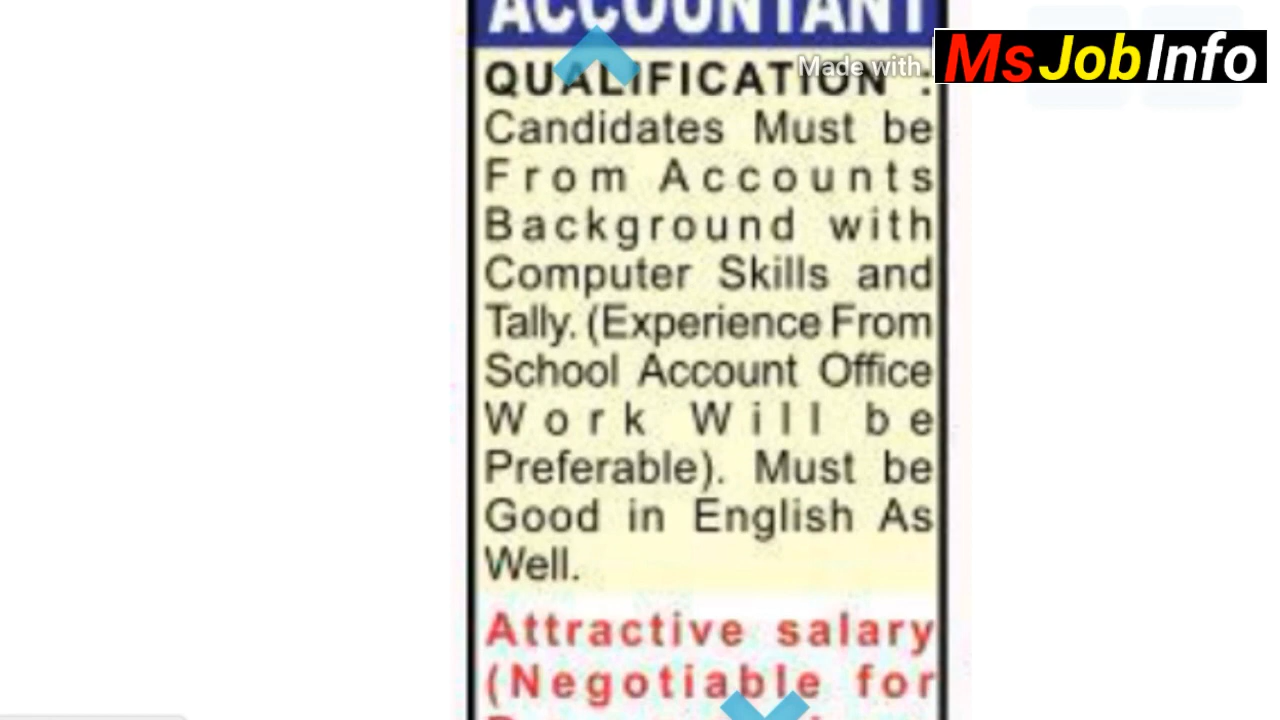 ACCOUNTANT
Made with
MsJobInfo
QUALIFICATION :
Candidates Must be
From Accounts
Background with
Computer Skills and
Tally. (Experience From
School Account Office
Work Will be
Preferable). Must be
Good in English As
Well.
Attractive salary
(Negotiable for